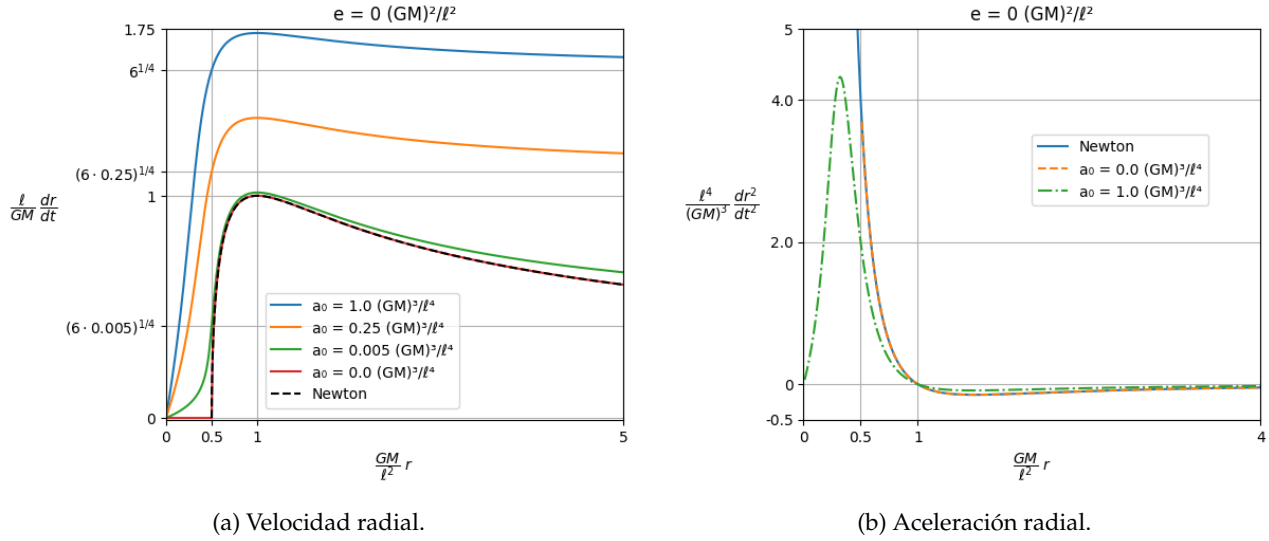 e = 0 (GM)²/ℓ²
1.75
6^{1/4}
(6 · 0.25)^{1/4}
1
ℓ/GM dr/dt
(6 · 0.005)^{1/4}
0
a₀ = 1.0 (GM)³/ℓ⁴
a₀ = 0.25 (GM)³/ℓ⁴
a₀ = 0.005 (GM)³/ℓ⁴
a₀ = 0.0 (GM)³/ℓ⁴
Newton
0 0.5 1 5
GM/ℓ² r
(a) Velocidad radial.
e = 0 (GM)²/ℓ²
5
4.0
2.0
0
-0.5
ℓ⁴/(GM)³ dr²/dt²
Newton
a₀ = 0.0 (GM)³/ℓ⁴
a₀ = 1.0 (GM)³/ℓ⁴
0 0.5 1 4
GM/ℓ² r
(b) Aceleración radial.